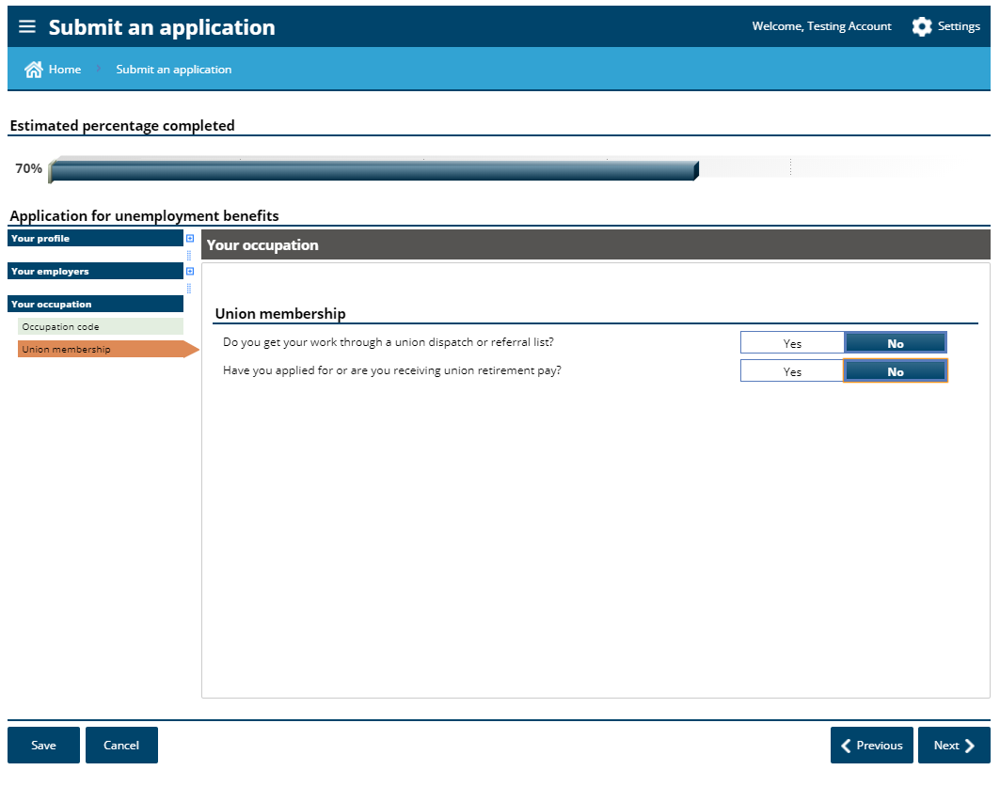 Submit an application
Welcome, Testing Account
Settings
Home
Submit an application
Estimated percentage completed
70%
Application for unemployment benefits
Your profile
Your employers
Your occupation
Occupation code
Union membership
Your occupation
Union membership
Do you get your work through a union dispatch or referral list?
Yes No
Have you applied for or are you receiving union retirement pay?
Yes No
Save
Cancel
Previous
Next